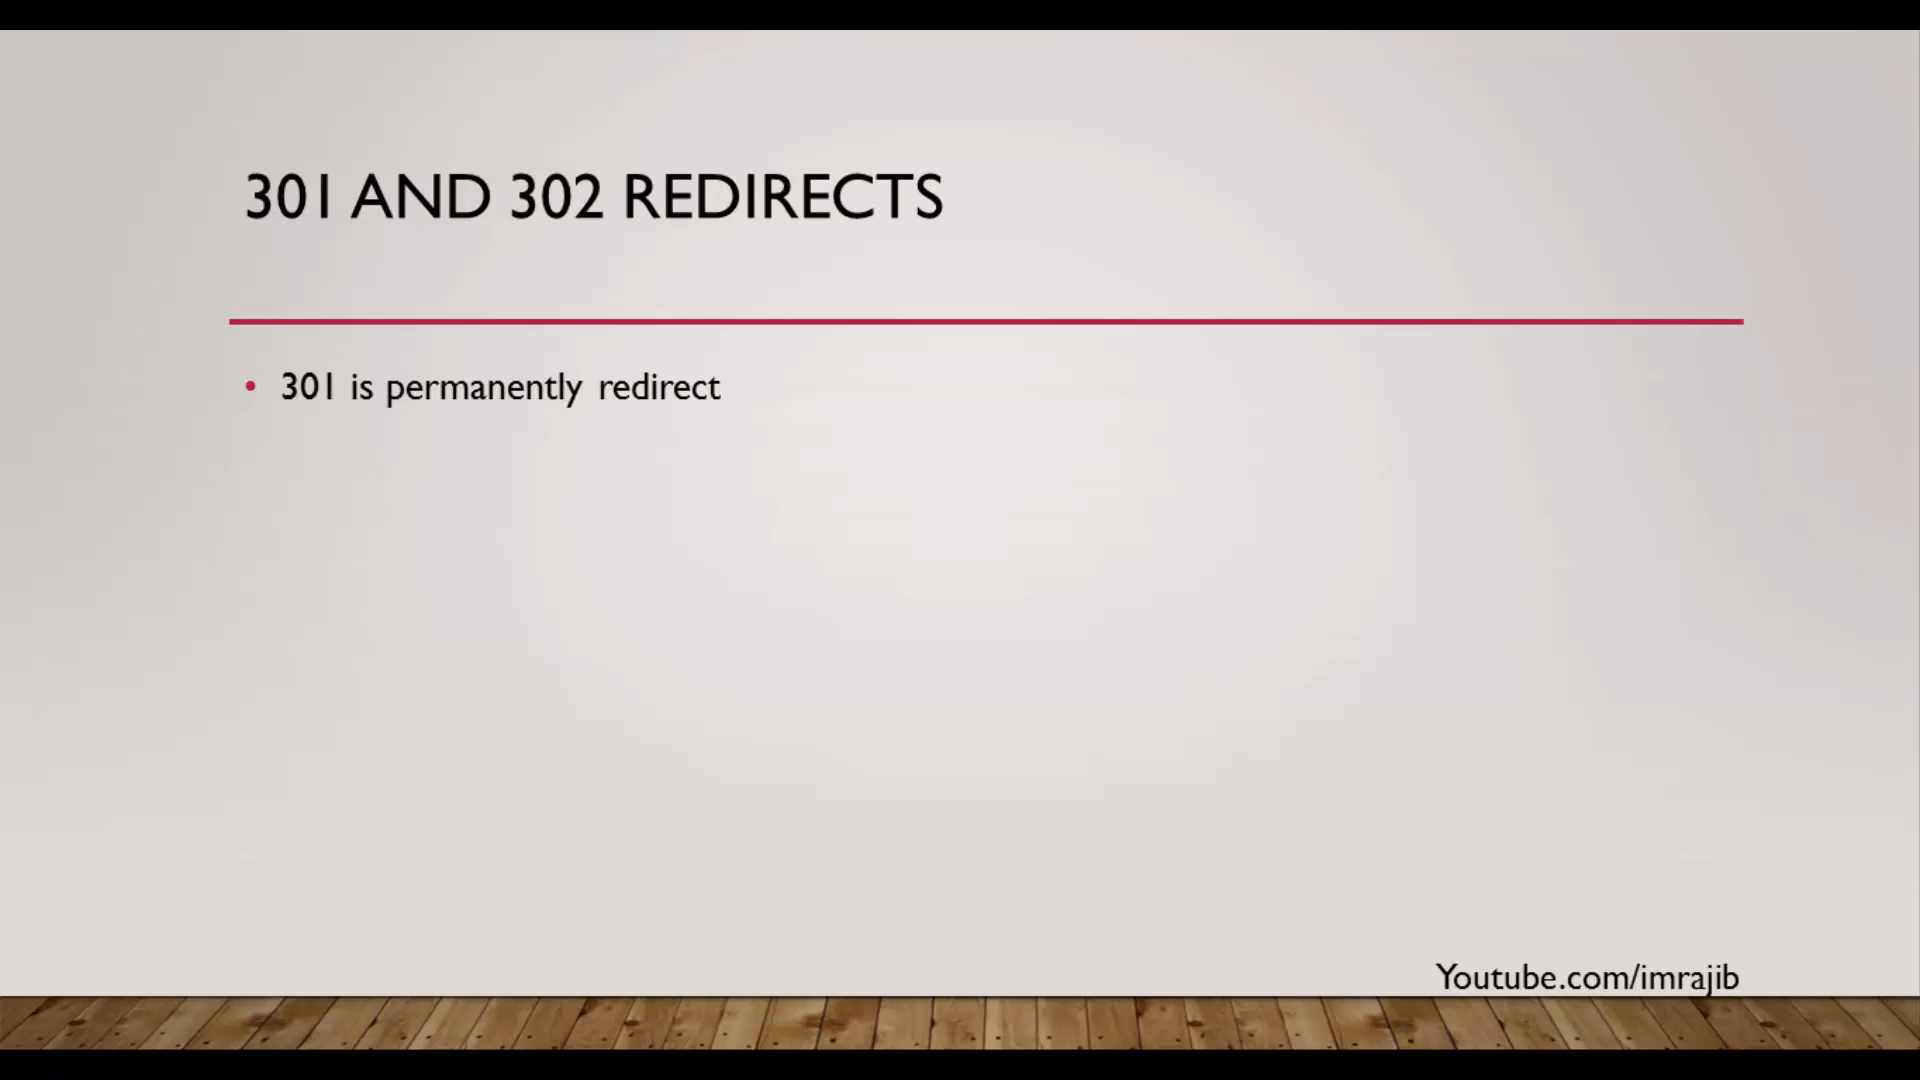 301 AND 302 REDIRECTS
• 301 is permanently redirect
Youtube.com/imrajib